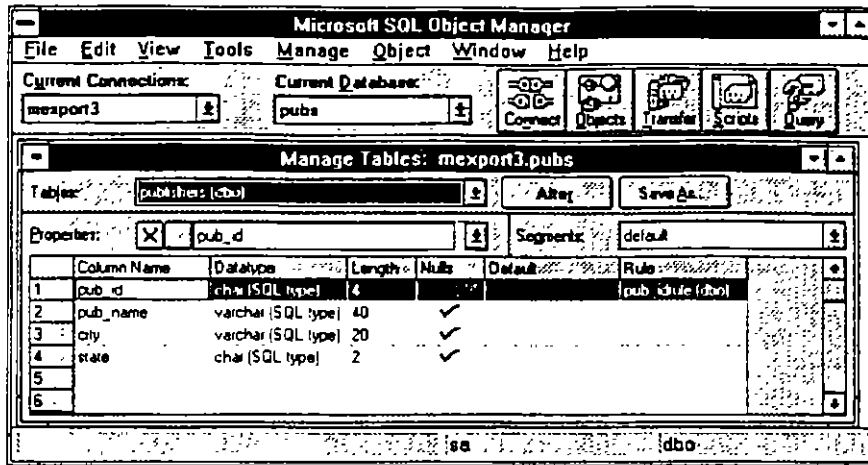 Microsoft SQL Object Manager
File Edit View Tools Manage Object Window Help
Current Connections: Current Database:
mexport3 pubs
Connect Objects Transfer Scripts Query
Manage Tables: mexport3.pubs
Tables: publishers (dbo) Alter Save As...
Properties: pub_id Segments: default
Column Name Datatype Length Nulls Default Rule
1 pub_id char (SQL type) 4 pub_idrule (dbo)
2 pub_name varchar (SQL type) 40 ✓
3 city varchar (SQL type) 20 ✓
4 state char (SQL type) 2 ✓
5
6
sa dbo